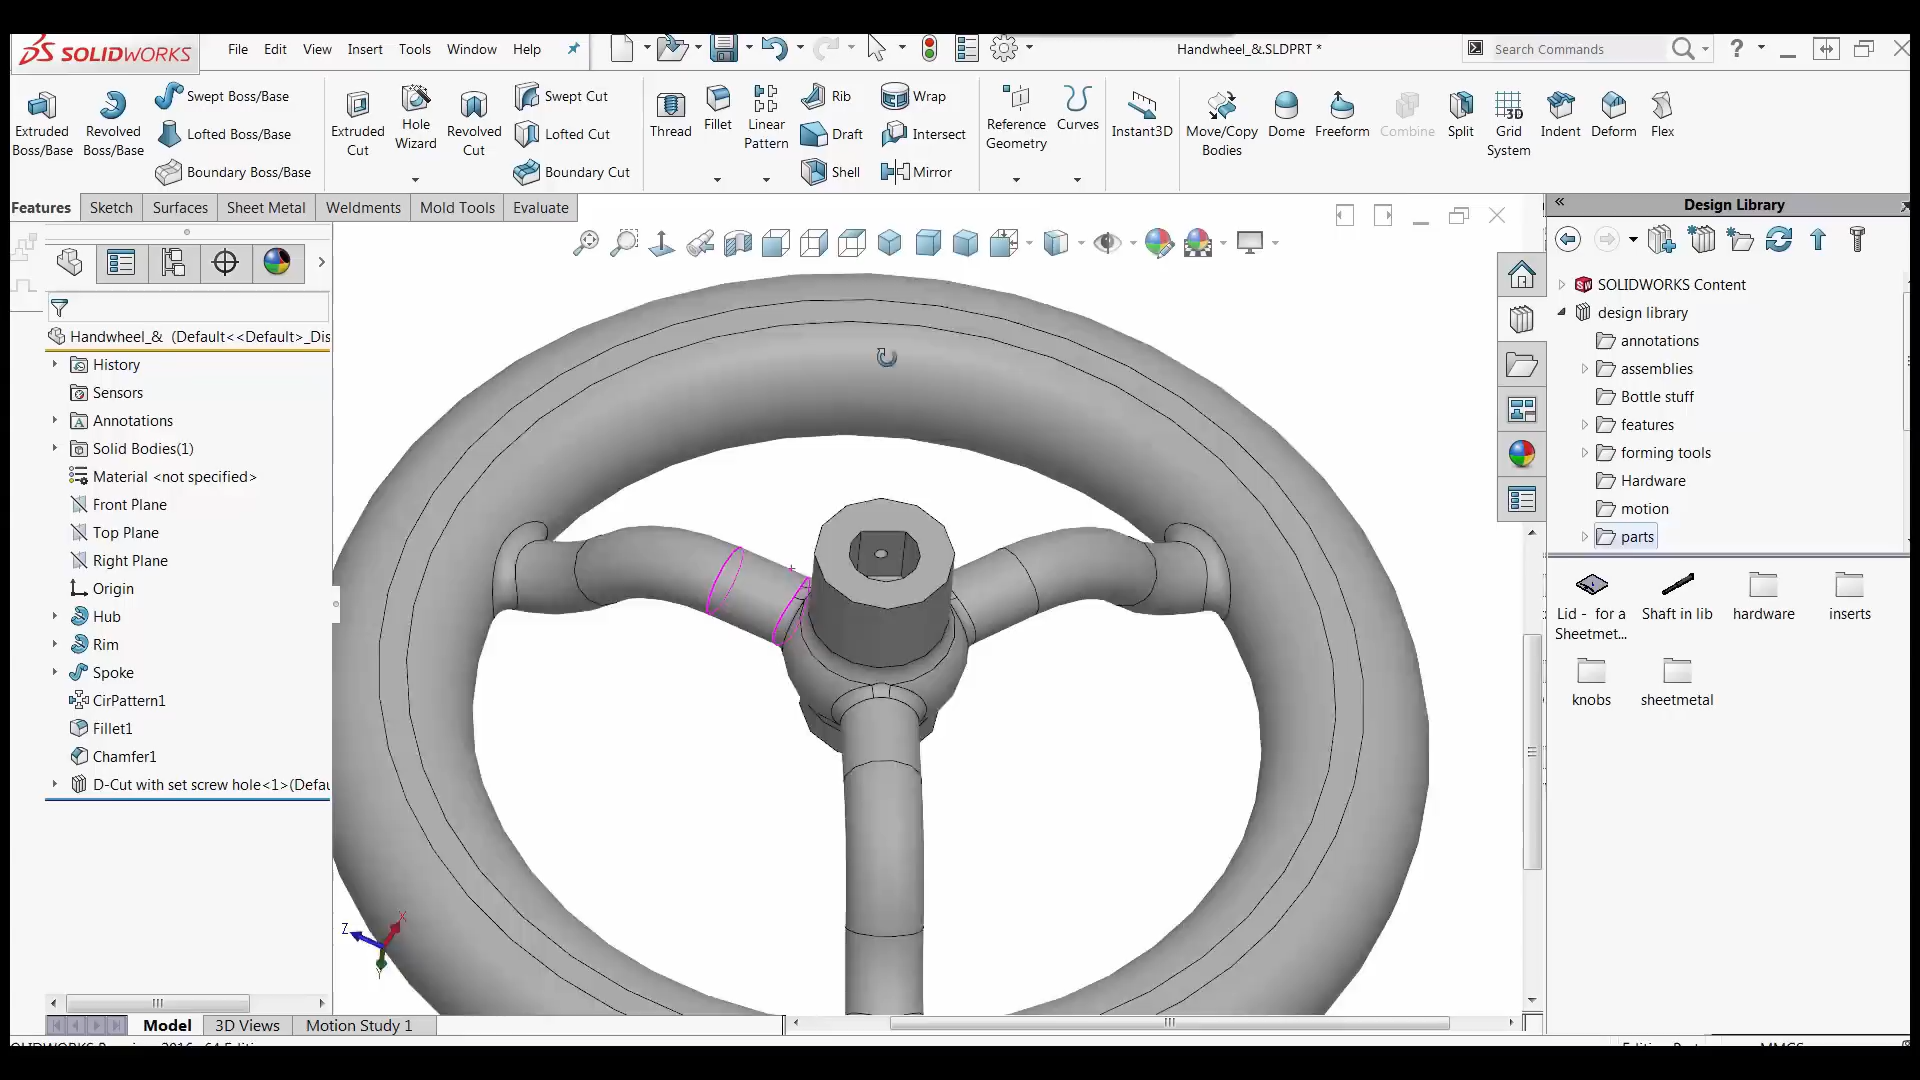 SOLIDWORKS File Edit View Insert Tools Window Help Handwheel_&.SLDPRT * Search Commands ?
Extruded Boss/Base
Revolved Boss/Base
Swept Boss/Base
Lofted Boss/Base
Boundary Boss/Base
Extruded Cut
Hole Wizard
Revolved Cut
Swept Cut
Lofted Cut
Boundary Cut
Thread
Fillet
Linear Pattern
Rib
Draft
Shell
Wrap
Intersect
Mirror
Reference Geometry
Curves
Instant3D
Move/Copy Bodies
Dome
Freeform
Combine
Split
Grid System
Indent
Deform
Flex
Features Sketch Surfaces Sheet Metal Weldments Mold Tools Evaluate
Handwheel_& (Default<<Default>_Dis
History
Sensors
Annotations
Solid Bodies(1)
Material <not specified>
Front Plane
Top Plane
Right Plane
Origin
Hub
Rim
Spoke
CirPattern1
Fillet1
Chamfer1
D-Cut with set screw hole<1>(Defau
Z
X
Y
Model 3D Views Motion Study 1
Design Library
SOLIDWORKS Content
design library
annotations
assemblies
Bottle stuff
features
forming tools
Hardware
motion
parts
Lid - for a Sheetmet...
Shaft in lib
hardware
inserts
knobs
sheetmetal